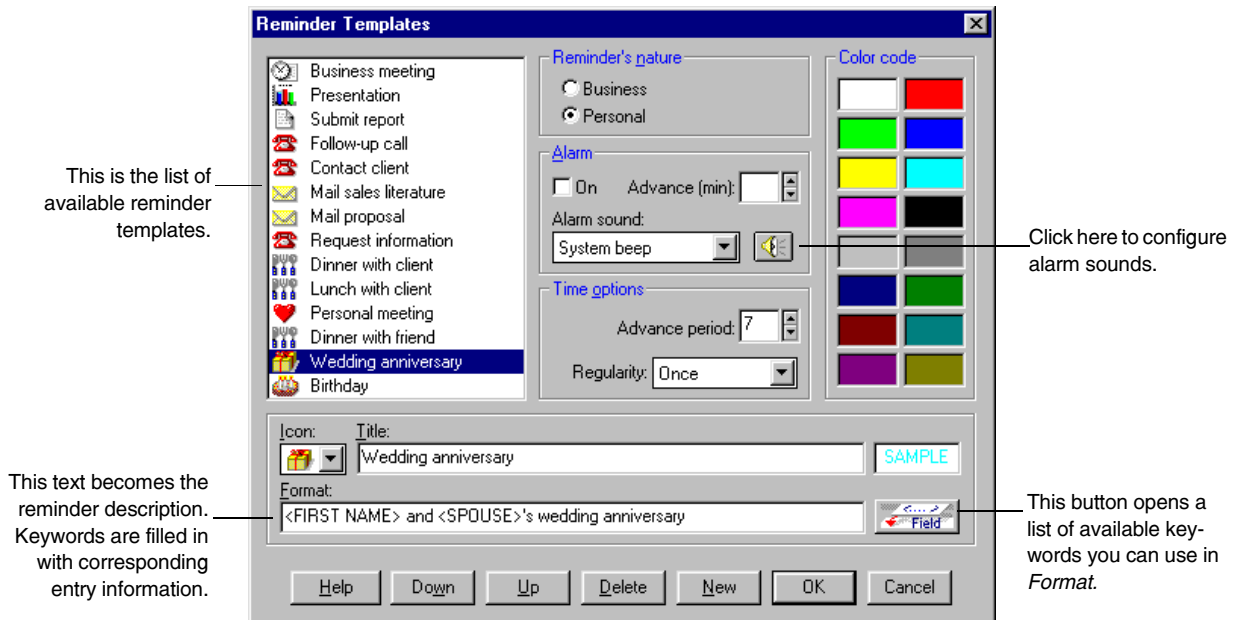 Reminder Templates
Business meeting
Presentation
Submit report
Follow-up call
Contact client
Mail sales literature
Mail proposal
Request information
Dinner with client
Lunch with client
Personal meeting
Dinner with friend
Wedding anniversary
Birthday
Reminder's nature
Business
Personal
Alarm
On Advance (min):
Alarm sound:
System beep
Time options
Advance period: 7
Regularity: Once
Color code
Icon: Title:
Wedding anniversary
SAMPLE
Format:
<FIRST NAME> and <SPOUSE>'s wedding anniversary
<... >
Field
Help Down Up Delete New OK Cancel
This is the list of
available reminder
templates.
This text becomes the
reminder description.
Keywords are filled in
with corresponding
entry information.
Click here to configure
alarm sounds.
This button opens a
list of available key-
words you can use in
Format.